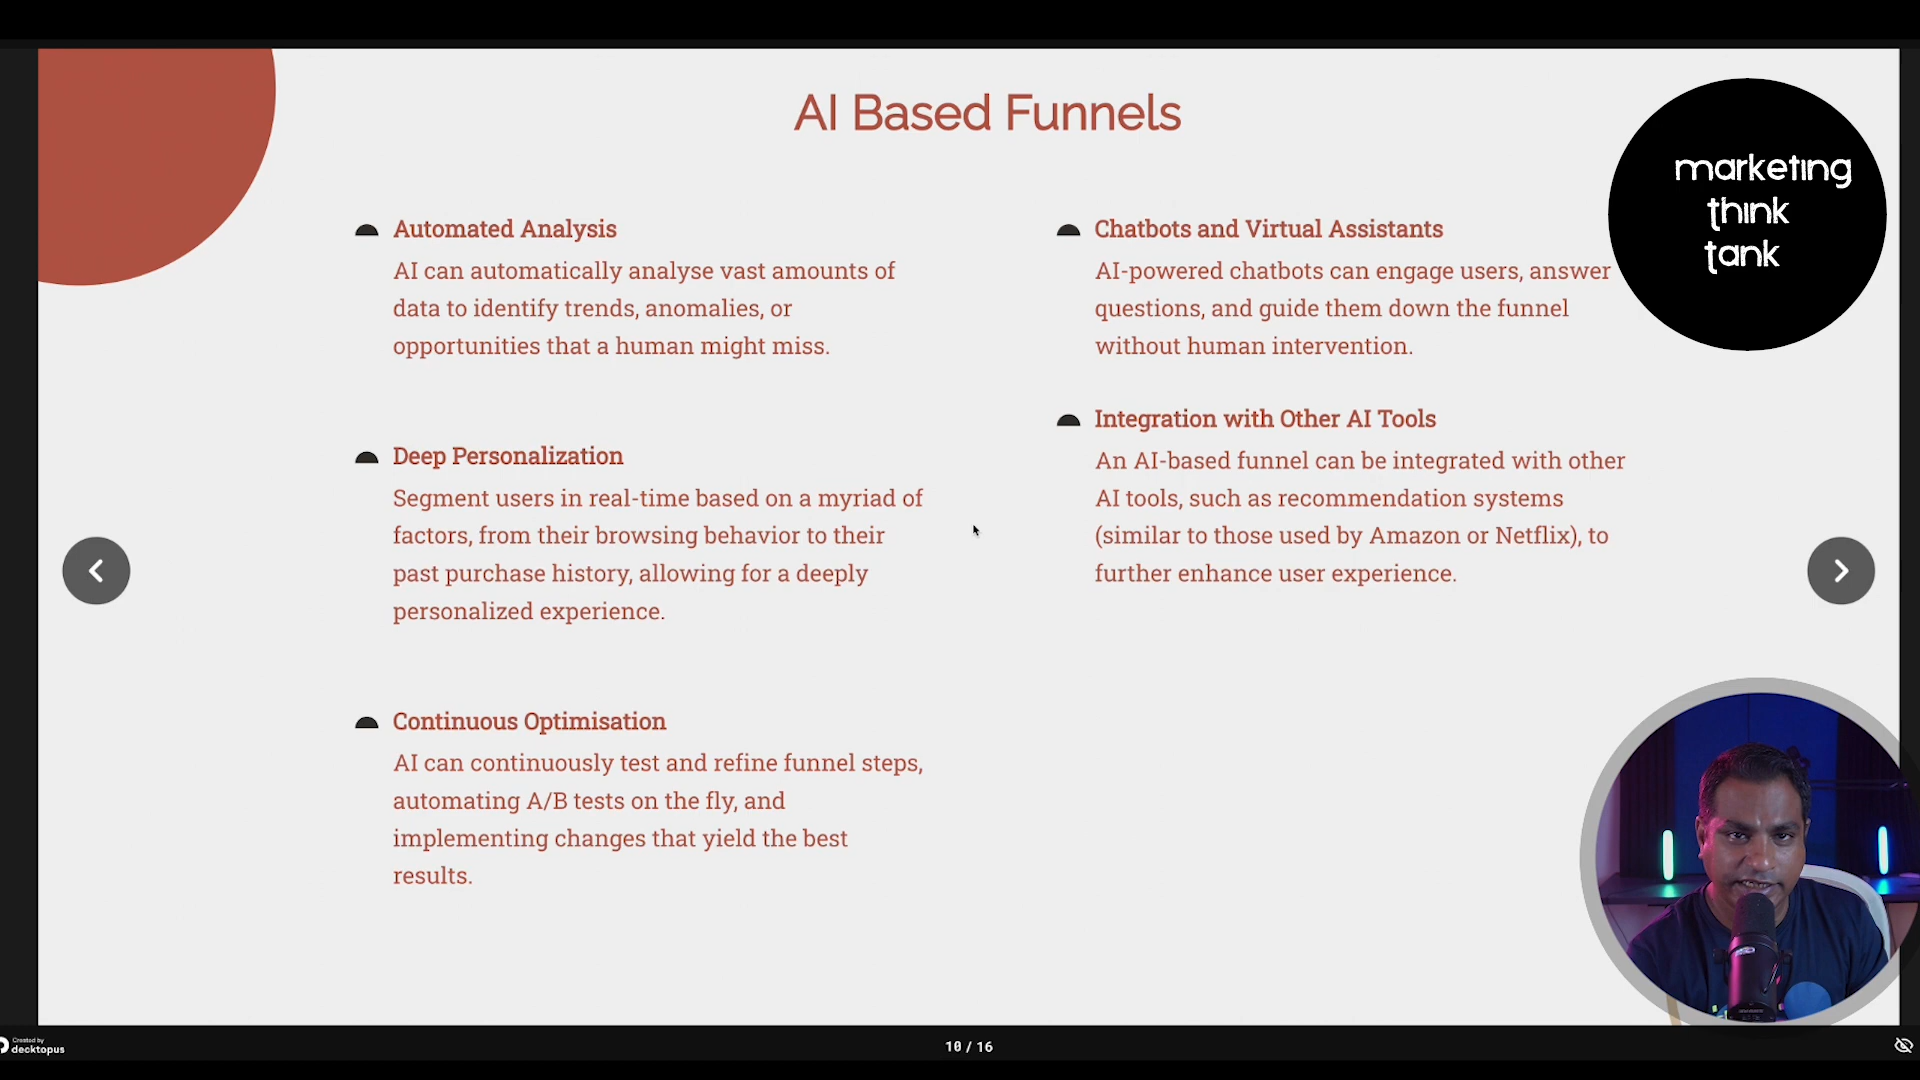 AI Based Funnels
marketing
think
tank
Automated Analysis
AI can automatically analyse vast amounts of
data to identify trends, anomalies, or
opportunities that a human might miss.
Deep Personalization
Segment users in real-time based on a myriad of
factors, from their browsing behavior to their
past purchase history, allowing for a deeply
personalized experience.
Continuous Optimisation
AI can continuously test and refine funnel steps,
automating A/B tests on the fly, and
implementing changes that yield the best
results.
Chatbots and Virtual Assistants
AI-powered chatbots can engage users, answer
questions, and guide them down the funnel
without human intervention.
Integration with Other AI Tools
An AI-based funnel can be integrated with other
AI tools, such as recommendation systems
(similar to those used by Amazon or Netflix), to
further enhance user experience.
Created by
decktopus
10 / 16